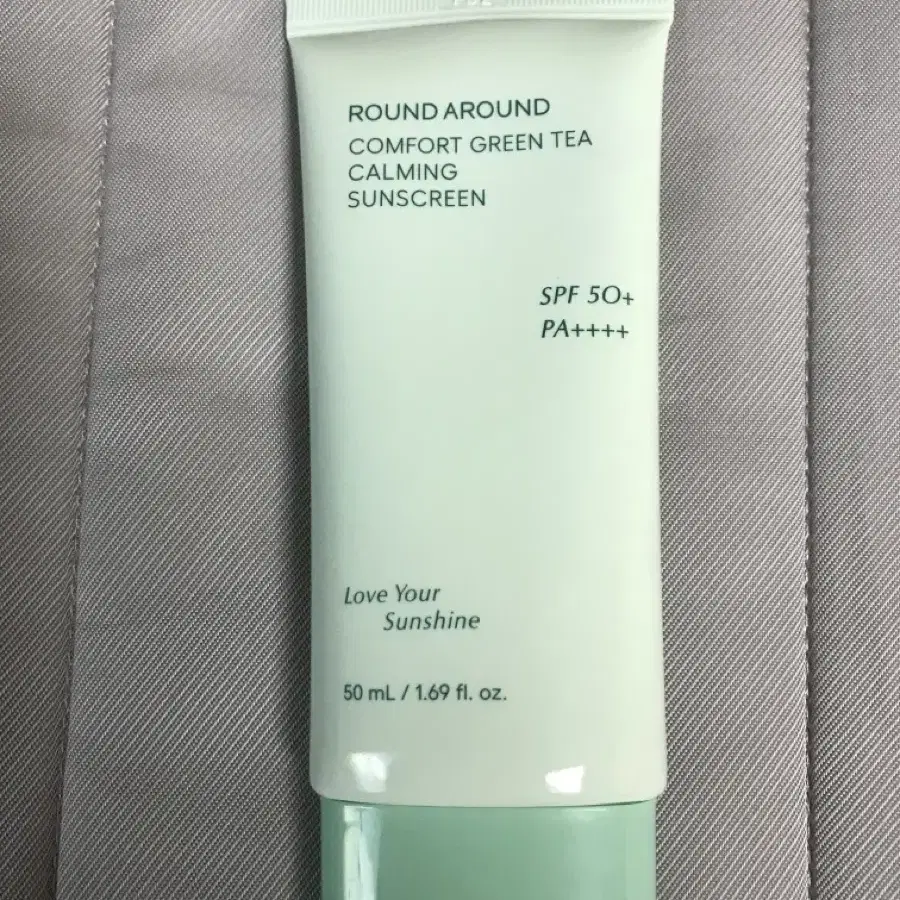 ROUND AROUND
COMFORT GREEN TEA
CALMING
SUNSCREEN
SPF 50+
PA++++
Love Your
Sunshine
50 mL / 1.69 fl. oz.